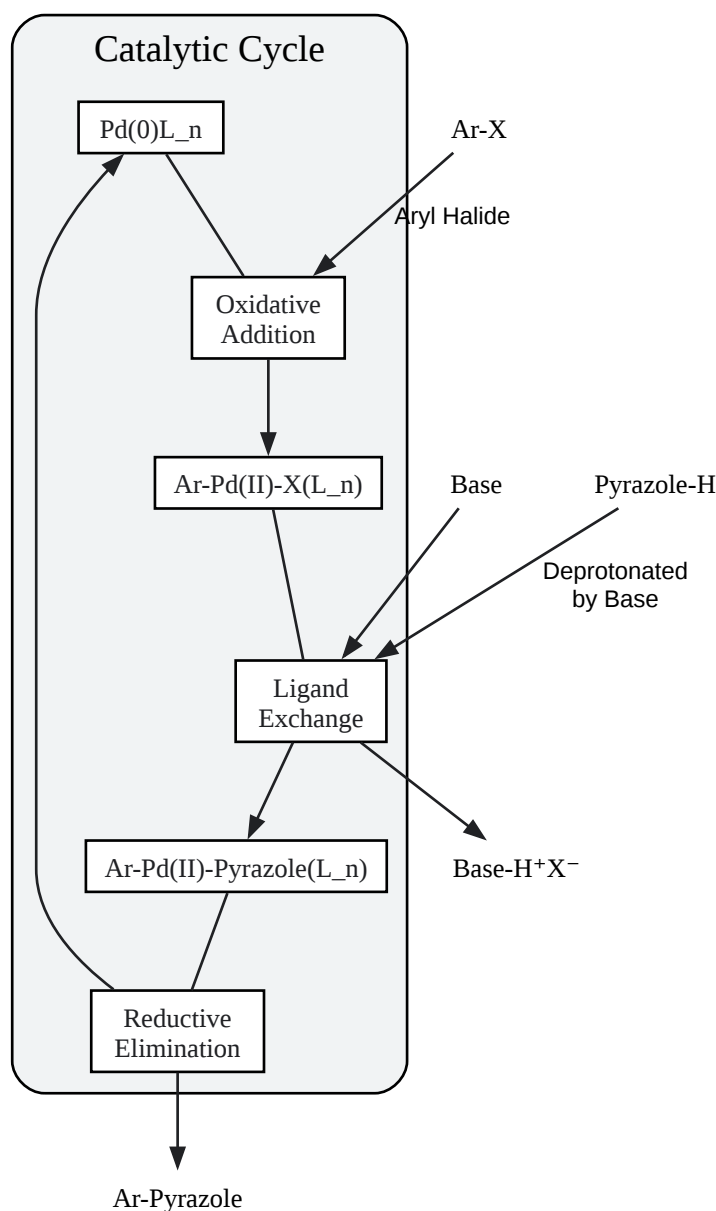 Catalytic Cycle
Pd(0)L_n
Ar-X
Aryl Halide
Oxidative
Addition
Ar-Pd(II)-X(L_n)
Base
Pyrazole-H
Deprotonated
by Base
Ligand
Exchange
Ar-Pd(II)-Pyrazole(L_n)
Base-H⁺X⁻
Reductive
Elimination
Ar-Pyrazole